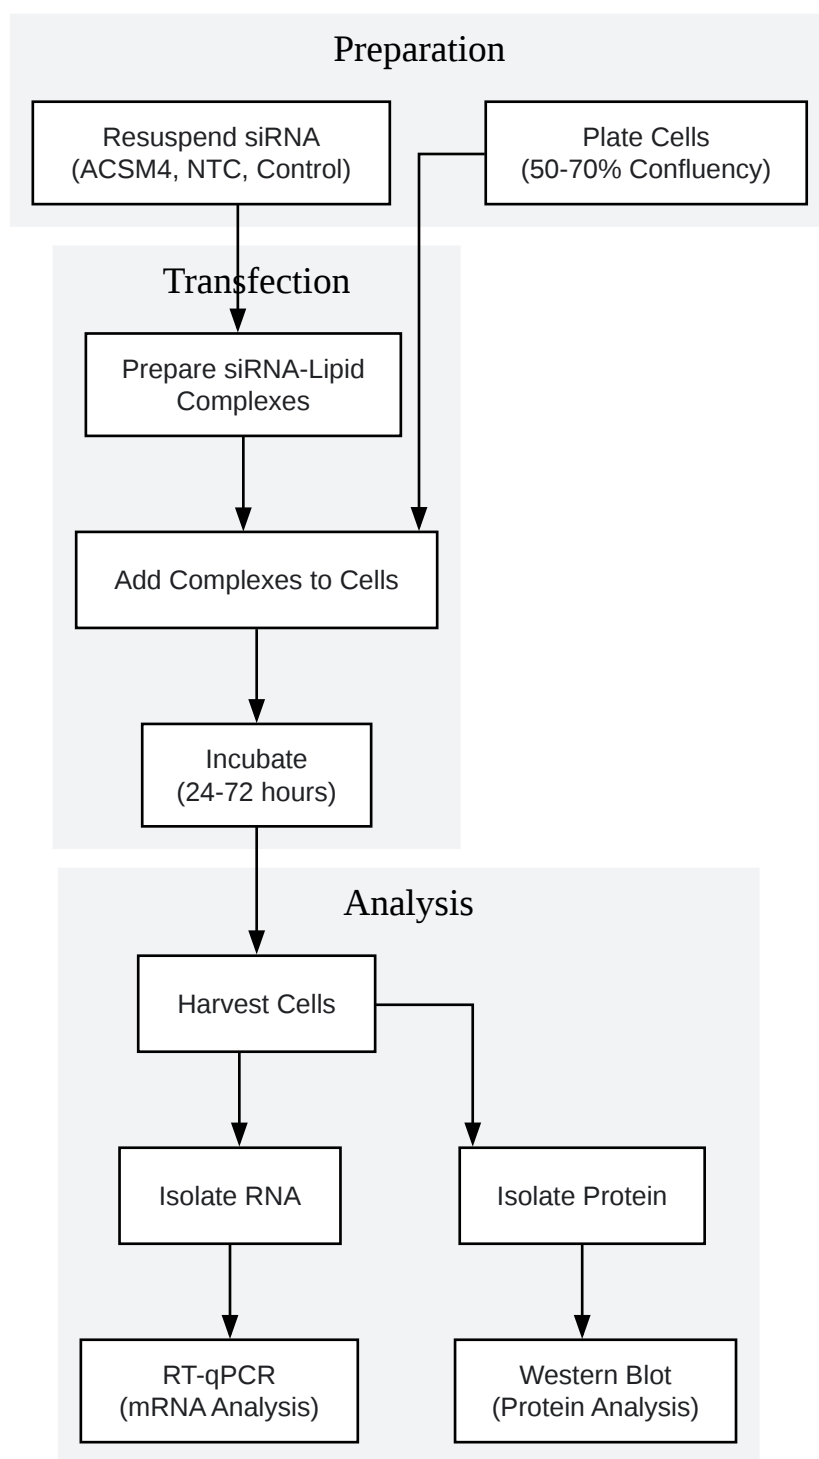 Preparation
Resuspend siRNA
(ACSM4, NTC, Control)
Plate Cells
(50-70% Confluency)
Transfection
Prepare siRNA-Lipid
Complexes
Add Complexes to Cells
Incubate
(24-72 hours)
Analysis
Harvest Cells
Isolate RNA
Isolate Protein
RT-qPCR
(mRNA Analysis)
Western Blot
(Protein Analysis)